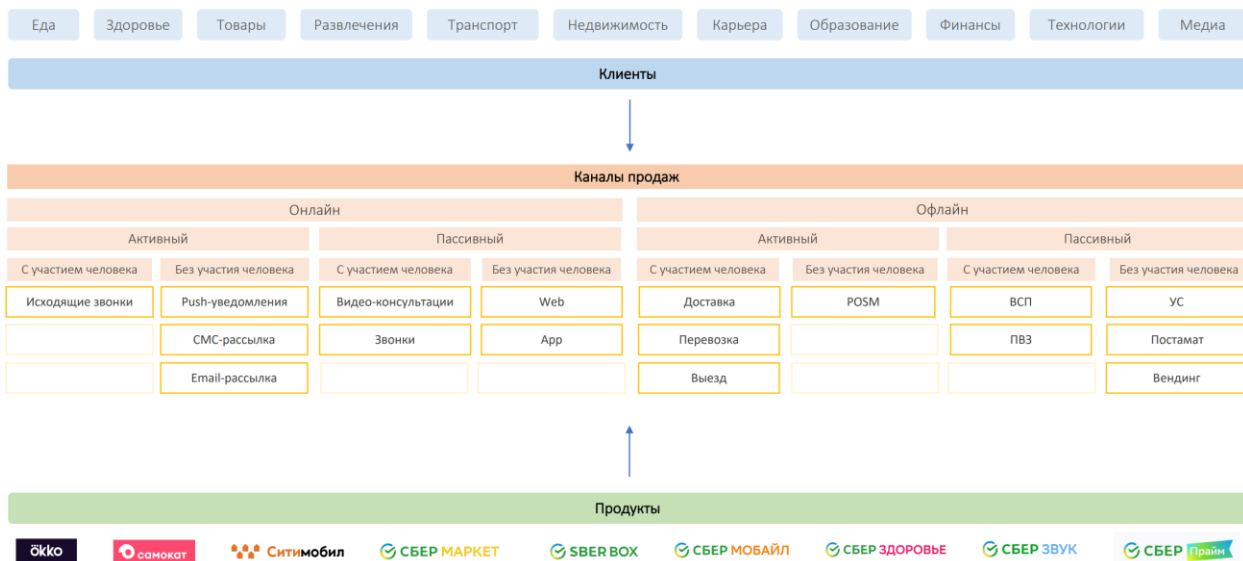 Еда Здоровье Товары Развлечения Транспорт Недвижимость Карьера Образование Финансы Технологии Медиа
Клиенты
Каналы продаж
Онлайн Офлайн
Активный Пассивный Активный Пассивный
С участием человека Без участия человека С участием человека Без участия человека С участием человека Без участия человека С участием человека Без участия человека
Исходящие звонки Push-уведомления Видео-консультации Web Доставка POSM ВСП УС
СМС-рассылка Звонки App Перевозка ПВЗ Постамат
Email-рассылка Выезд Вендинг
Продукты
ökko самокат Ситимобил СБЕР МАРКЕТ SBER BOX СБЕР МОБАЙЛ СБЕР ЗДОРОВЬЕ СБЕР ЗВУК СБЕР Прайм